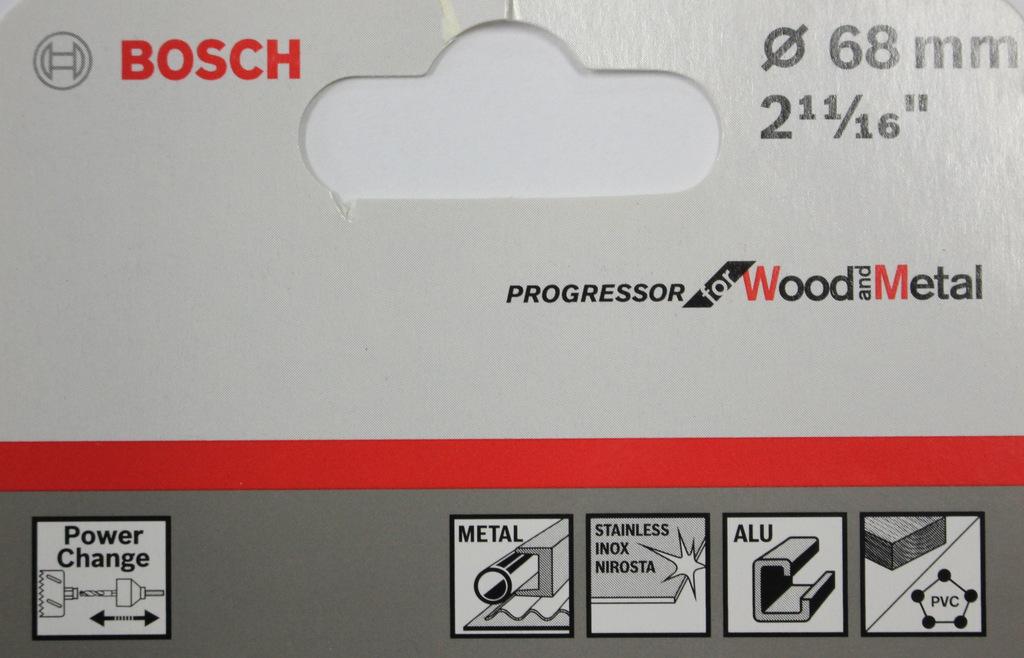 BOSCH
Ø 68 mm
2 11/16"
PROGRESSOR for Wood and Metal
Power
Change
METAL
STAINLESS
INOX
NIROSTA
ALU
PVC